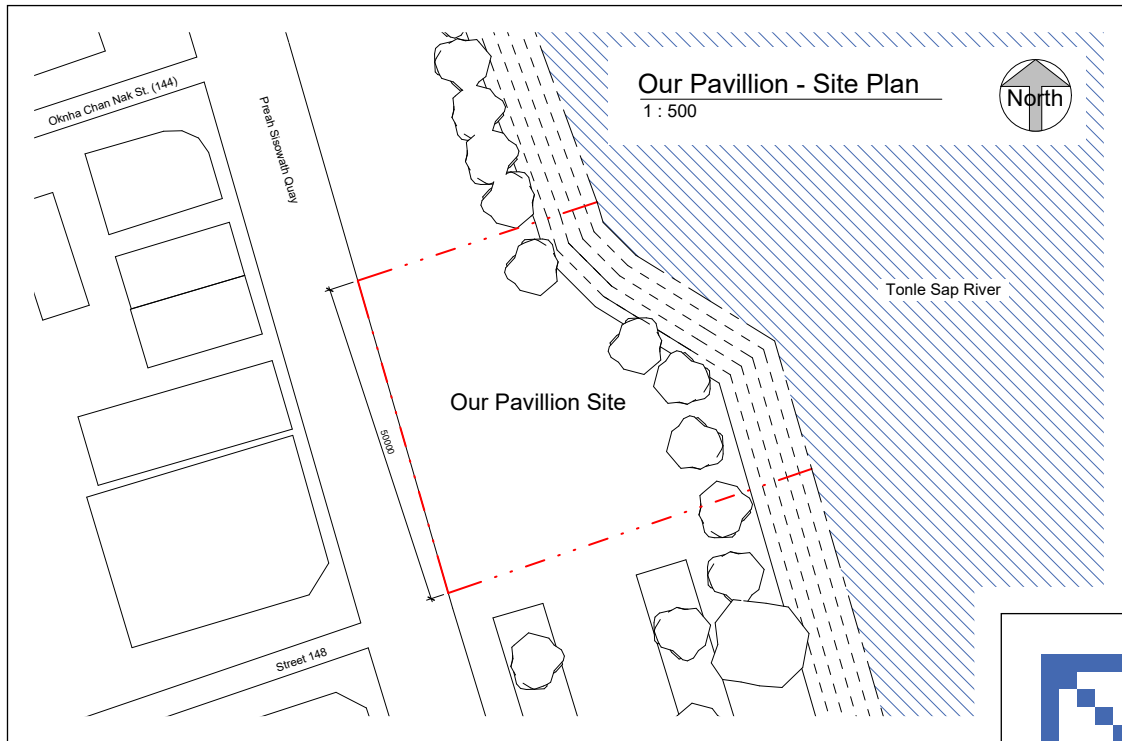 Our Pavillion - Site Plan
1 : 500
North
Oknha Chan Nak St. (144)
Preah Sisowath Quay
Tonle Sap River
Our Pavillion Site
50000
Street 148